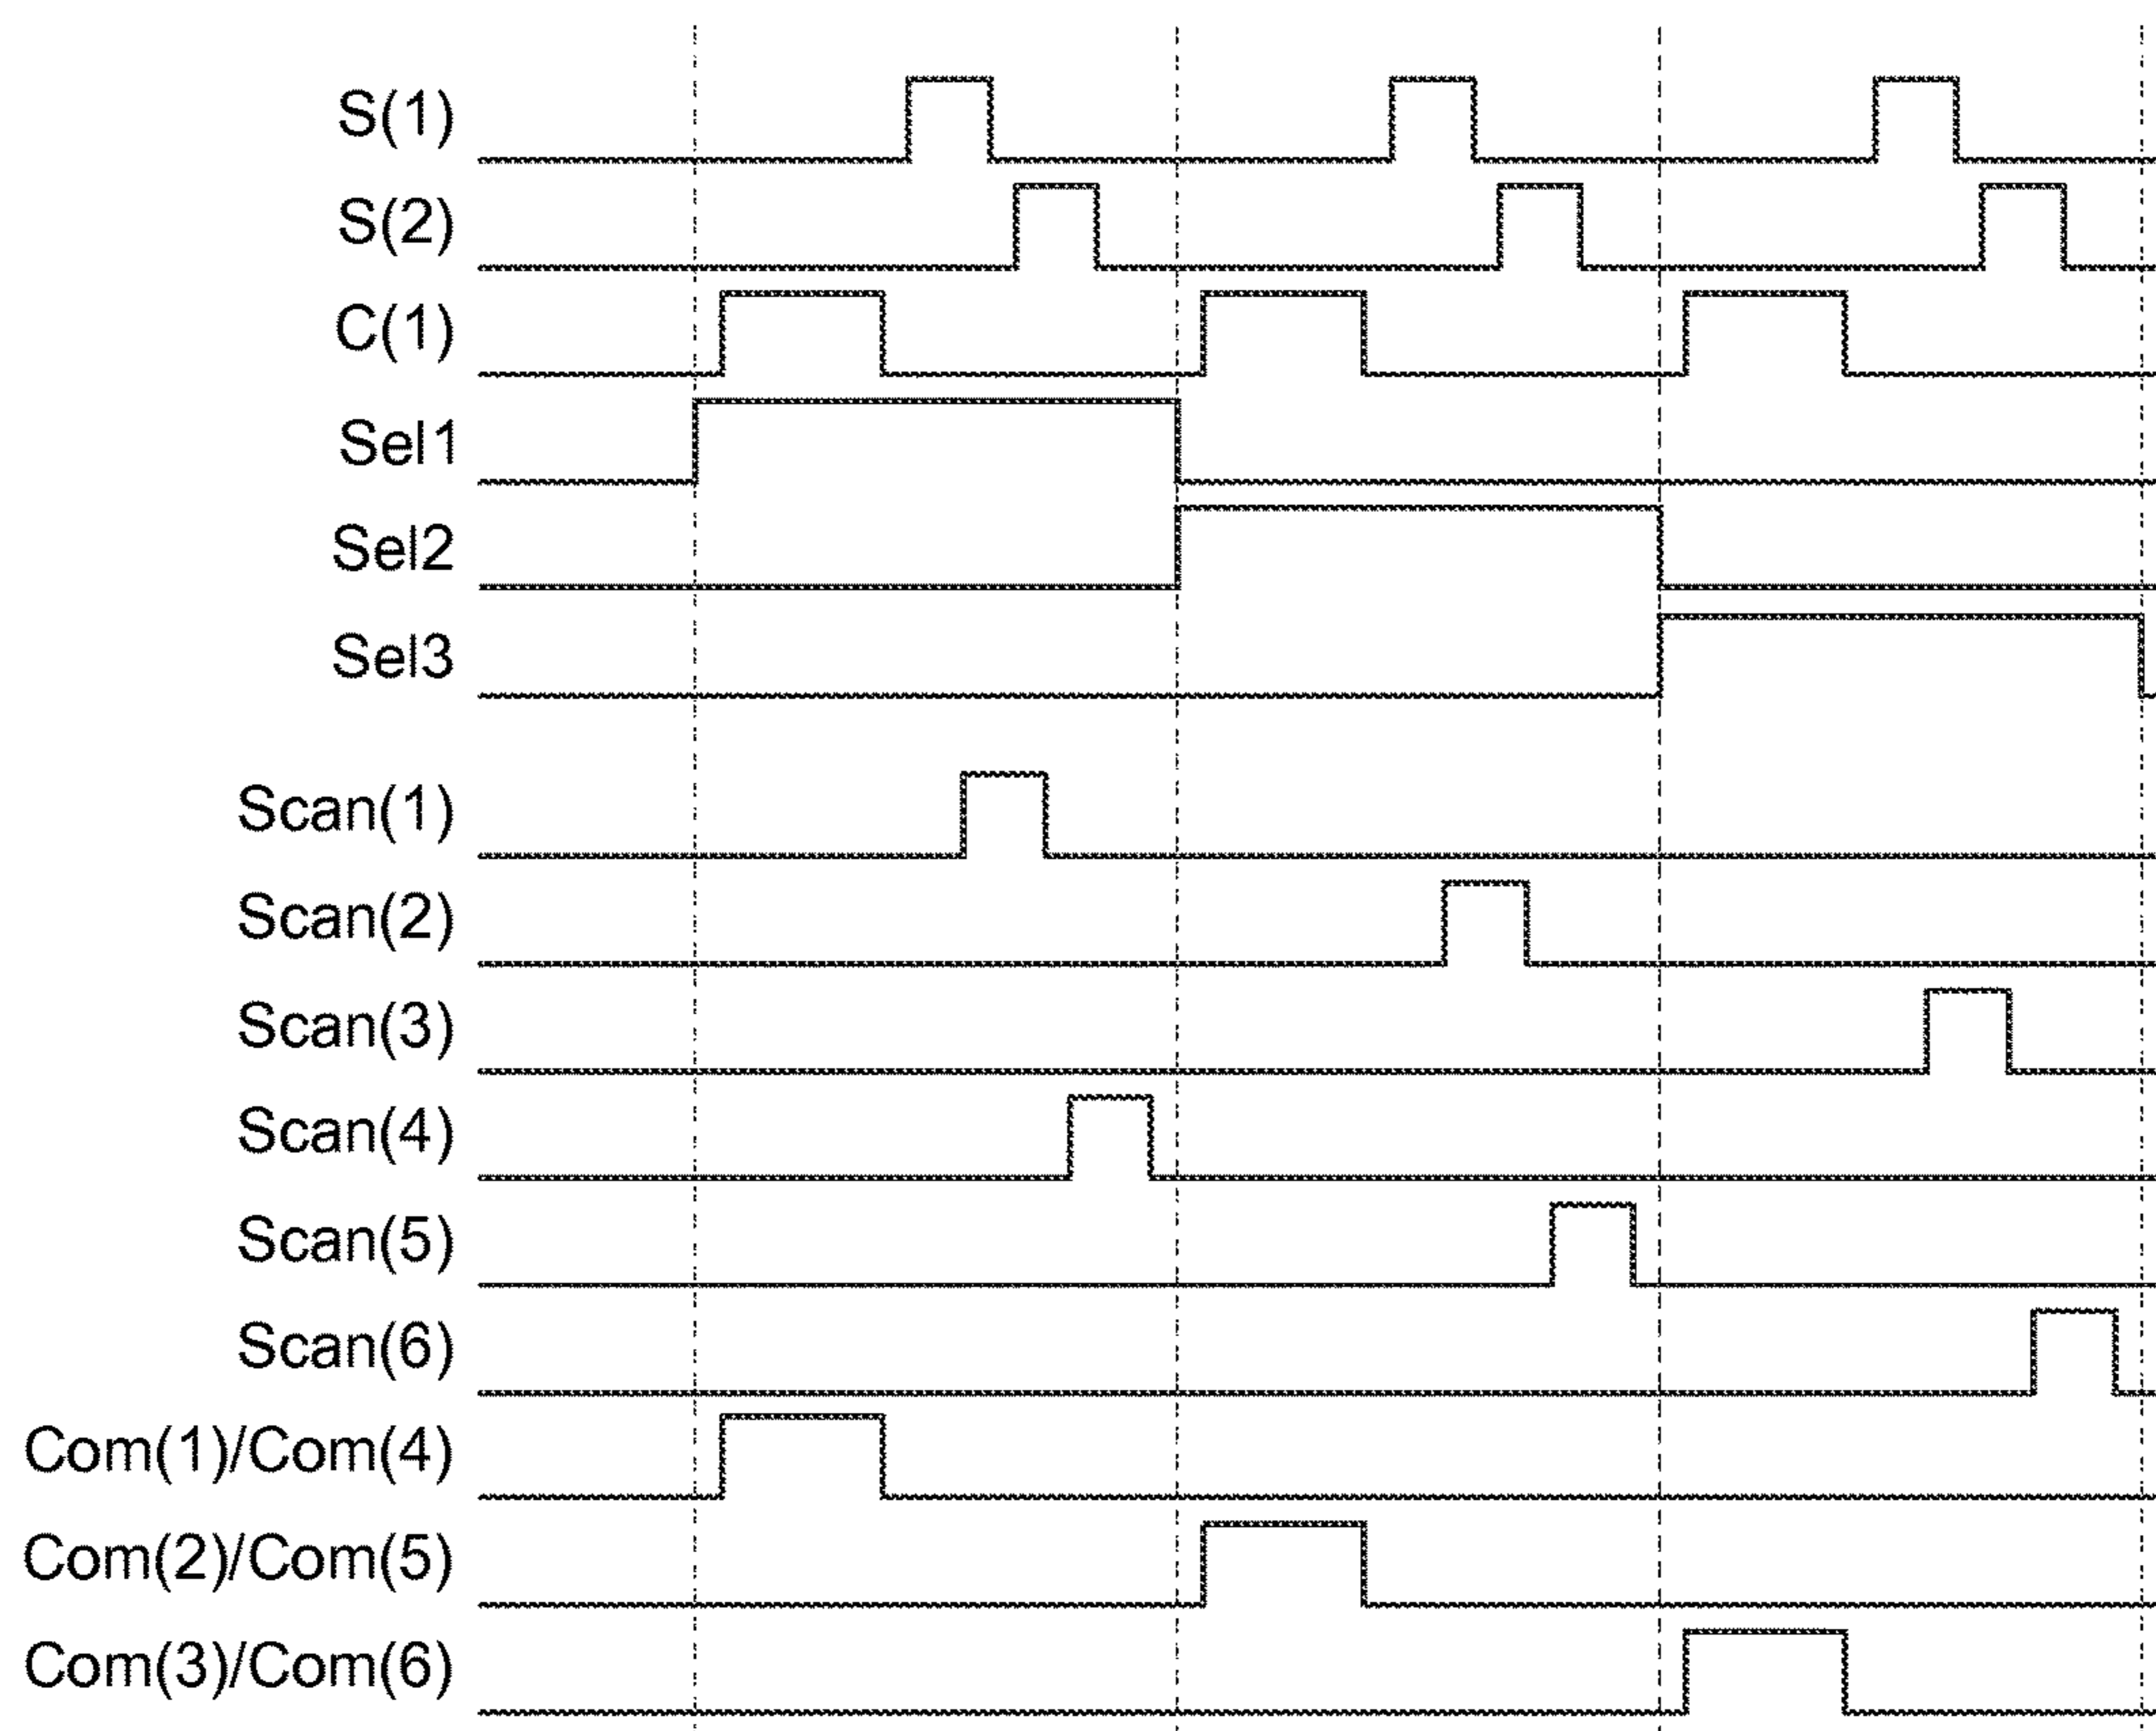 S(1)
S(2)
C(1)
Sel1
Sel2
Sel3
Scan(1)
Scan(2)
Scan(3)
Scan(4)
Scan(5)
Scan(6)
Com(1)/Com(4)
Com(2)/Com(5)
Com(3)/Com(6)